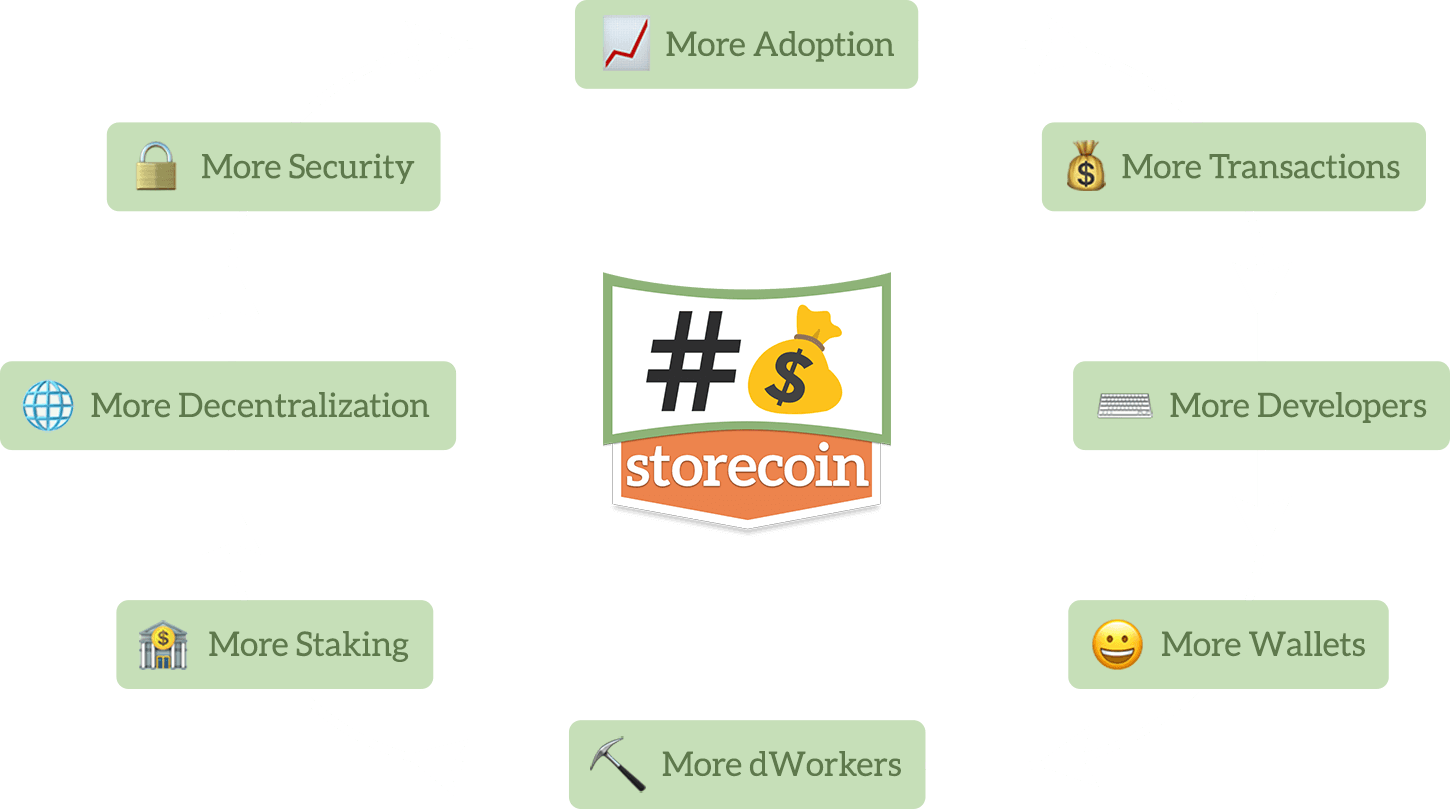 More Adoption
More Security
More Transactions
#$
storecoin
More Decentralization
More Developers
More Staking
More Wallets
More dWorkers